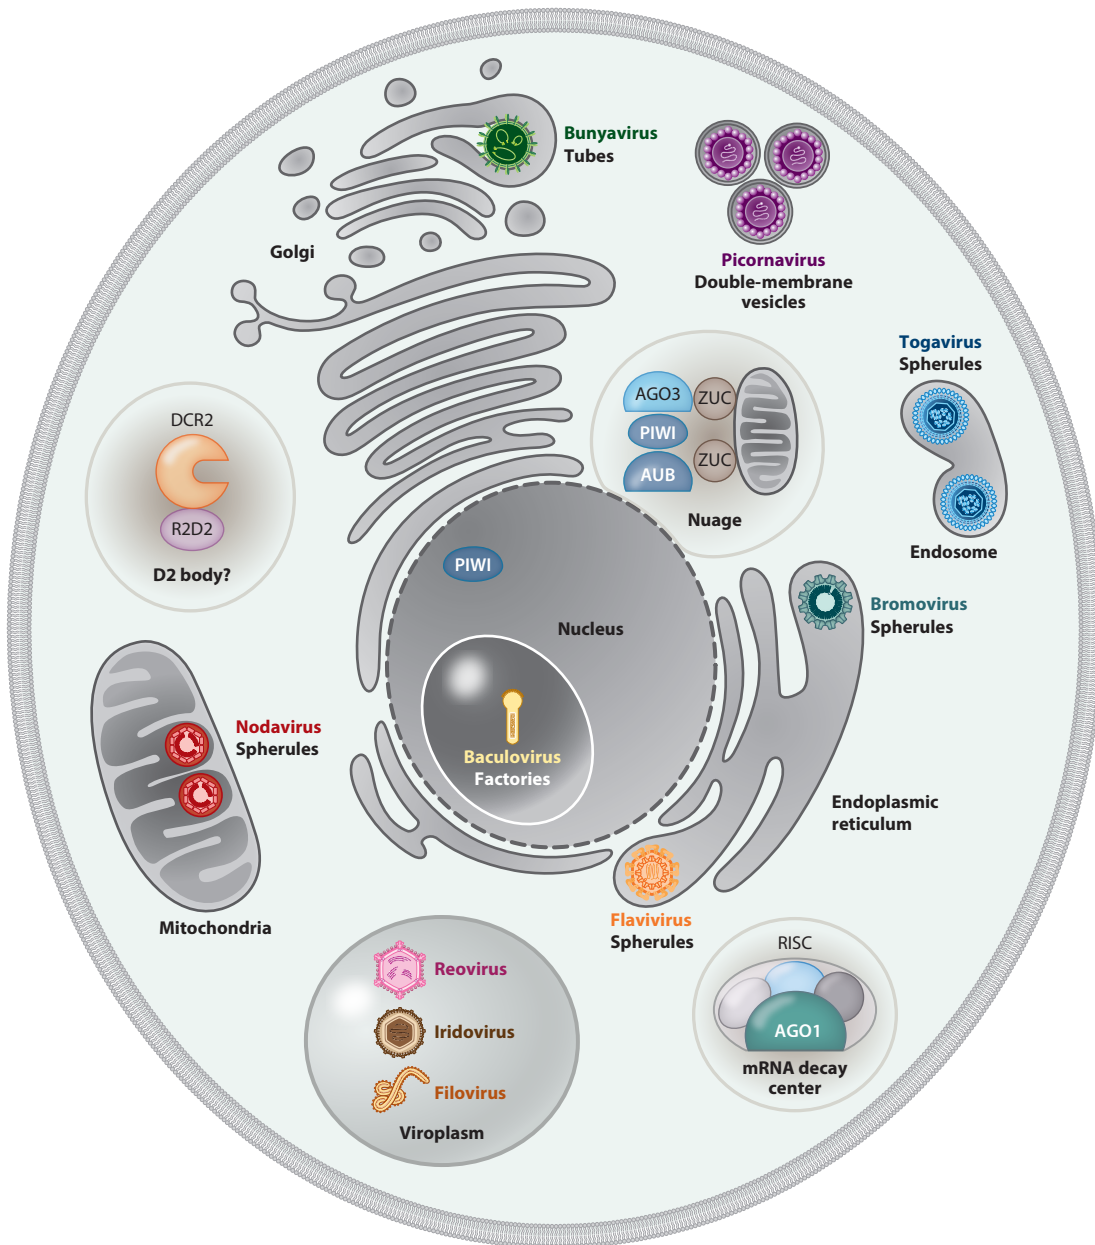 Bunyavirus
Tubes
Golgi
Picornavirus
Double-membrane
vesicles
Togavirus
Spherules
Endosome
DCR2
R2D2
D2 body?
AGO3
ZUC
PIWI
ZUC
AUB
Nuage
PIWI
Nucleus
Bromovirus
Spherules
Nodavirus
Spherules
Mitochondria
Baculovirus
Factories
Endoplasmic
reticulum
Flavivirus
Spherules
Reovirus
Iridovirus
Filovirus
Viroplasm
RISC
AGO1
mRNA decay
center